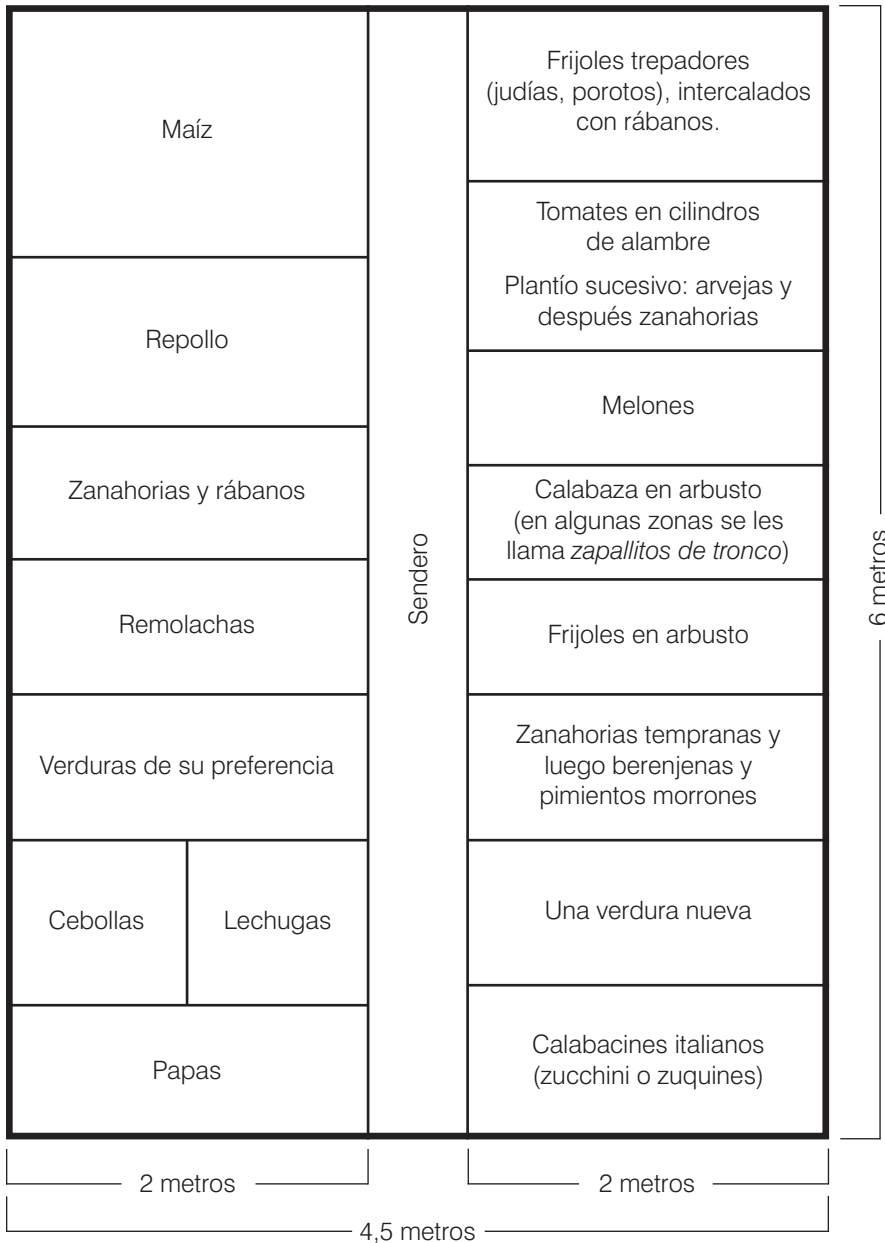 Maíz
Repollo
Zanahorias y rábanos
Remolachas
Verduras de su preferencia
Cebollas
Lechugas
Papas
Sendero
Frijoles trepadores
(judías, porotos), intercalados
con rábanos.
Tomates en cilindros
de alambre
Plantío sucesivo: arvejas y
después zanahorias
Melones
Calabaza en arbusto
(en algunas zonas se les
llama zapallitos de tronco)
Frijoles en arbusto
Zanahorias tempranas y
luego berenjenas y
pimientos morrones
Una verdura nueva
Calabacines italianos
(zucchini o zuquines)
6 metros
2 metros
2 metros
4,5 metros